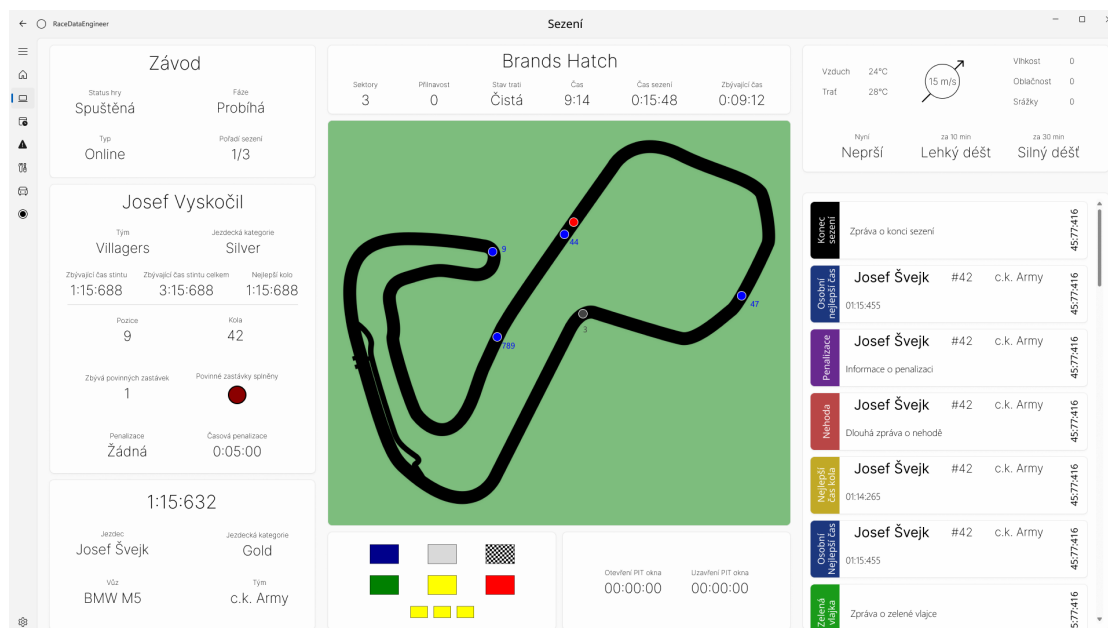 RaceDataEngineer
Sezení
Závod
Status hry
Fáze
Spuštěná
Probíhá
Typ
Pořadí sezení
Online
1/3
Josef Vyskočil
Tým
Jezdecká kategorie
Villagers
Silver
Zbývající čas stintu
Zbývající čas stintu celkem
Nejlepší kolo
1:15:688
3:15:688
1:15:688
Pozice
Kola
9
42
Zbývá povinných zastávek
Povinné zastávky splněny
1
Penalizace
Časová penalizace
Žádná
0:05:00
1:15:632
Jezdec
Jezdecká kategorie
Josef Švejk
Gold
Vůz
Tým
BMW M5
c.k. Army
Brands Hatch
Sektory
Přilnavost
Stav trati
Čas
Čas sezení
Zbývající čas
3
0
Čistá
9:14
0:15:48
0:09:12
9
44
47
3
789
Otevření PIT okna
Uzavření PIT okna
00:00:00
00:00:00
Vzduch 24°C
Trať 28°C
15 m/s
Vlhkost 0
Oblačnost 0
Srážky 0
Nyní
za 10 min
za 30 min
Neprší
Lehký déšt
Silný déšť
Konec
sezení
Zpráva o konci sezení
45:77:416
Osobní
nejlepší čas
Josef Švejk #42 c.k. Army
01:15:455
45:77:416
Penalizace
Josef Švejk #42 c.k. Army
Informace o penalizaci
45:77:416
Nehoda
Josef Švejk #42 c.k. Army
Dlouhá zpráva o nehodě
45:77:416
Nejlepší
čas kola
Josef Švejk #42 c.k. Army
01:14:265
45:77:416
Osobní
Nejlepší čas
Josef Švejk #42 c.k. Army
01:15:455
45:77:416
Zelená
vlajka
Zpráva o zelené vlajce
5:77:416